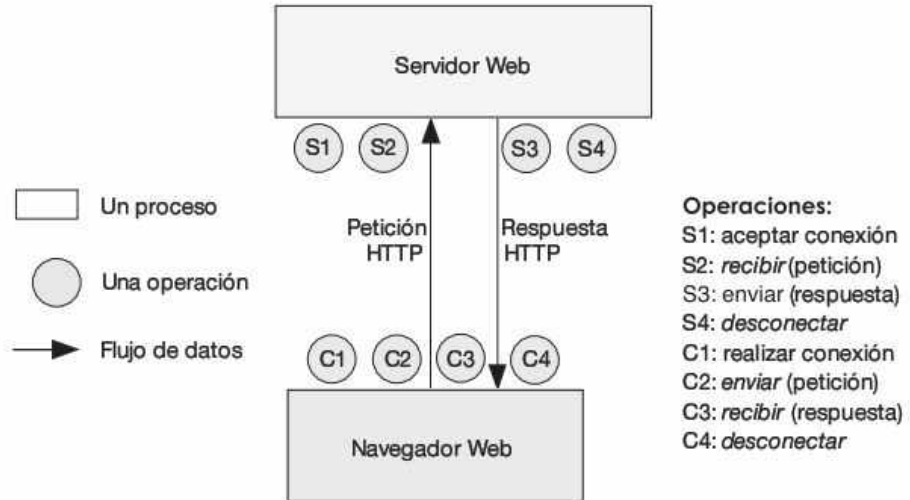 Servidor Web
S1
S2
S3
S4
Un proceso
Una operación
Flujo de datos
Petición
HTTP
Respuesta
HTTP
C1
C2
C3
C4
Navegador Web
Operaciones:
S1: aceptar conexión
S2: recibir (petición)
S3: enviar (respuesta)
S4: desconectar
C1: realizar conexión
C2: enviar (petición)
C3: recibir (respuesta)
C4: desconectar